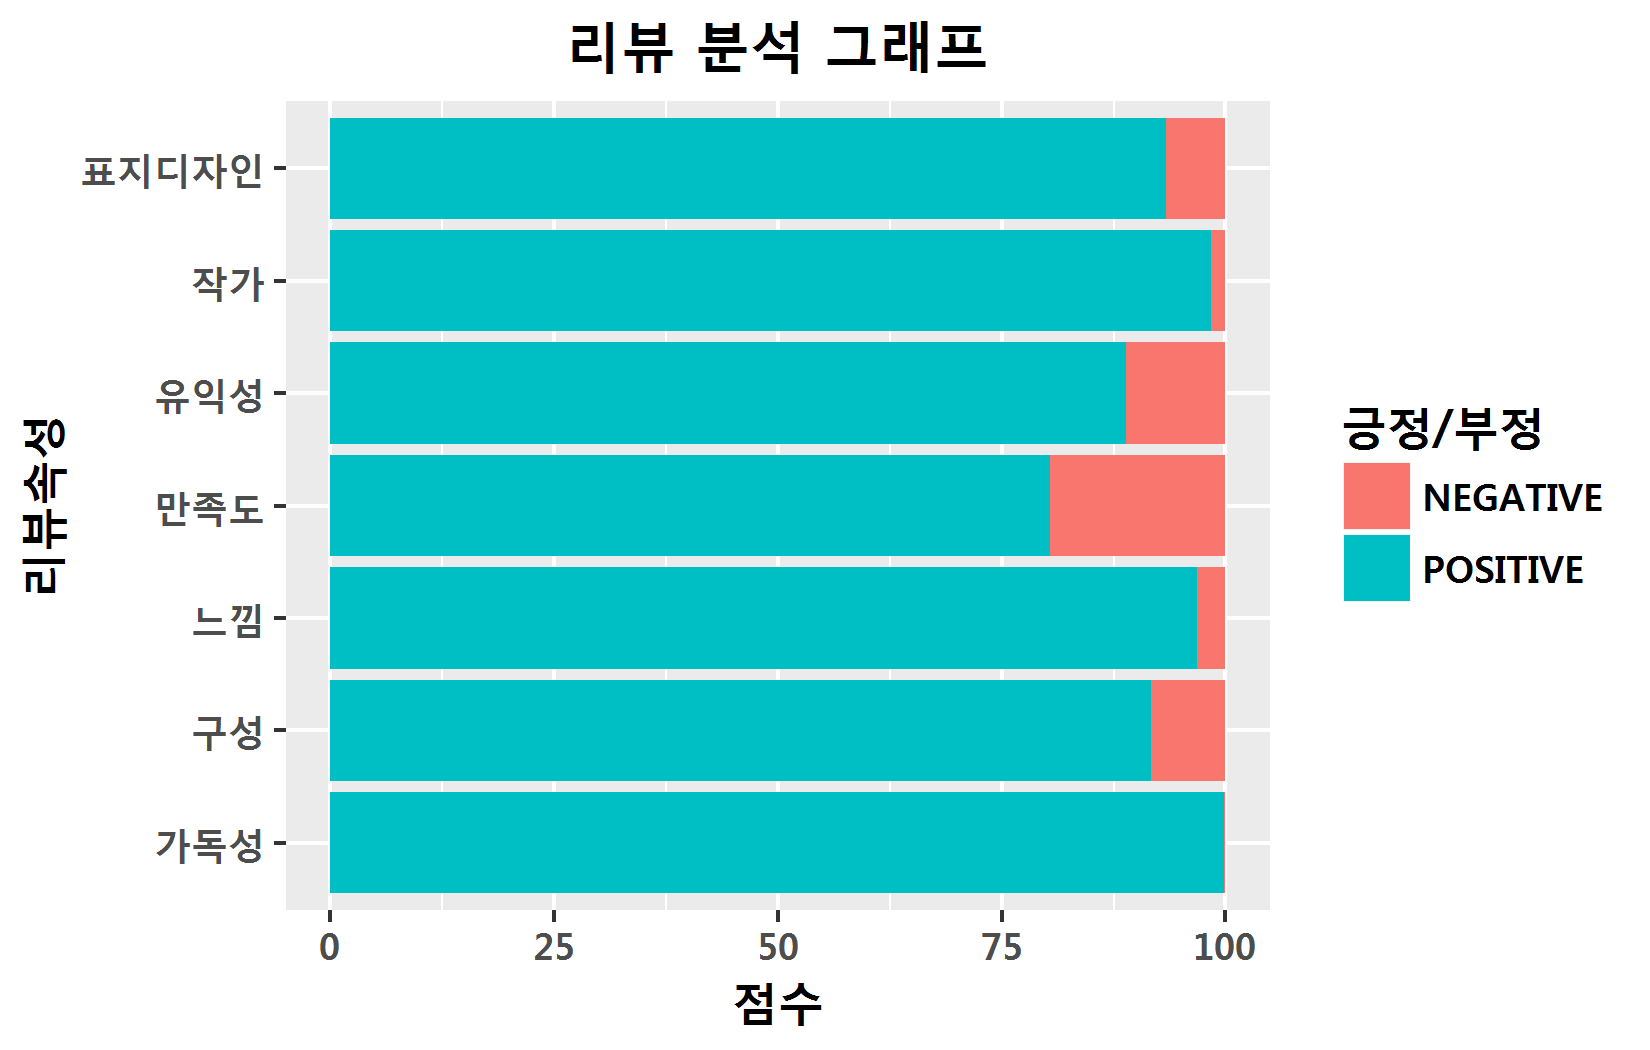 리뷰 분석 그래프
리뷰속성
표지디자인
작가
유익성
만족도
느낌
구성
가독성
0 25 50 75 100
점수
긍정/부정
NEGATIVE
POSITIVE